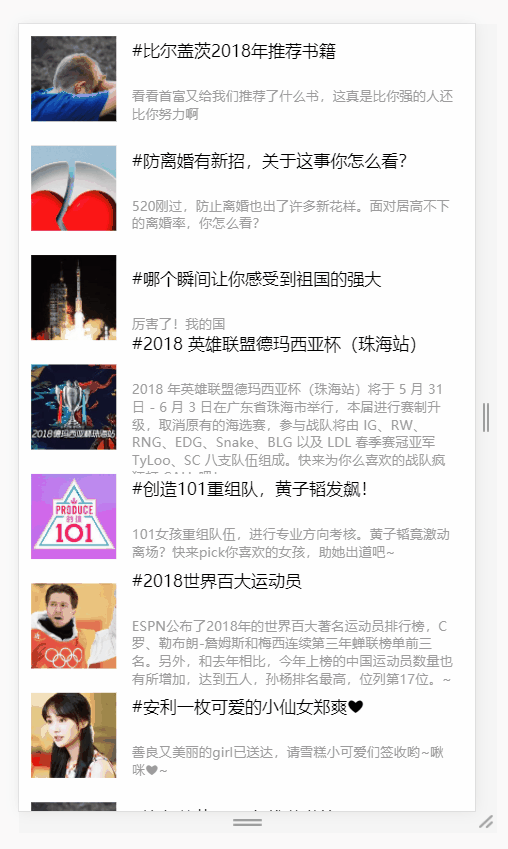 #比尔盖茨2018年推荐书籍
看看首富又给我们推荐了什么书，这真是比你强的人还
比你努力啊
#防离婚有新招，关于这事你怎么看？
520刚过，防止离婚也出了许多新花样。面对居高不下
的离婚率，你怎么看？
#哪个瞬间让你感受到祖国的强大
厉害了！我的国
#2018 英雄联盟德玛西亚杯（珠海站）
2018德玛西亚杯珠海站
2018 年英雄联盟德玛西亚杯（珠海站）将于 5 月 31
日 - 6 月 3 日在广东省珠海市举行，本届进行赛制升
级，取消原有的海选赛，参与战队将由 IG、RW、
RNG、EDG、Snake、BLG 以及 LDL 春季赛冠亚军
TyLoo、SC 八支队伍组成。快来为你么喜欢的战队疯
#创造101重组队，黄子韬发飙！
PRODUCE
101
101女孩重组队伍，进行专业方向考核。黄子韬竟激动
离场？快来pick你喜欢的女孩，助她出道吧~
#2018世界百大运动员
ESPN公布了2018年的世界百大著名运动员排行榜，C
罗、勒布朗-詹姆斯和梅西连续第三年蝉联榜单前三
名。另外，和去年相比，今年上榜的中国运动员数量也
有所增加，达到五人，孙杨排名最高，位列第17位。~
#安利一枚可爱的小仙女郑爽♥
善良又美丽的girl已送达，请雪糕小可爱们签收哟~啾
咪♥~